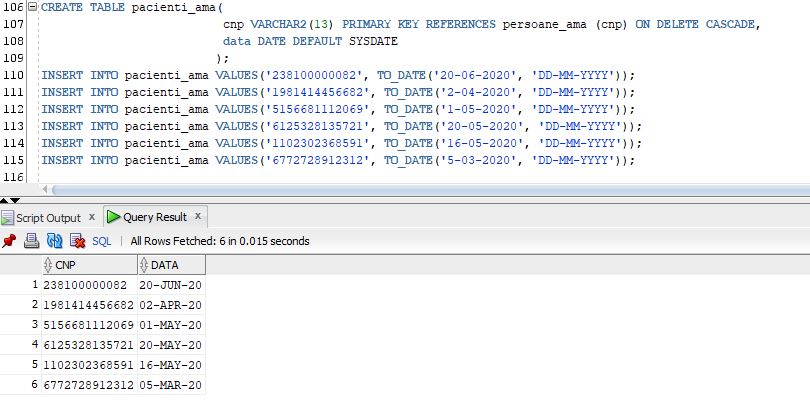 106 CREATE TABLE pacienti_ama(
107 cnp VARCHAR2(13) PRIMARY KEY REFERENCES persoane_ama (cnp) ON DELETE CASCADE,
108 data DATE DEFAULT SYSDATE
109 );
110 INSERT INTO pacienti_ama VALUES('238100000082', TO_DATE('20-06-2020', 'DD-MM-YYYY'));
111 INSERT INTO pacienti_ama VALUES('1981414456682', TO_DATE('2-04-2020', 'DD-MM-YYYY'));
112 INSERT INTO pacienti_ama VALUES('5156681112069', TO_DATE('1-05-2020', 'DD-MM-YYYY'));
113 INSERT INTO pacienti_ama VALUES('6125328135721', TO_DATE('20-05-2020', 'DD-MM-YYYY'));
114 INSERT INTO pacienti_ama VALUES('1102302368591', TO_DATE('16-05-2020', 'DD-MM-YYYY'));
115 INSERT INTO pacienti_ama VALUES('6772728912312', TO_DATE('5-03-2020', 'DD-MM-YYYY'));
116
Script Output x Query Result x
SQL | All Rows Fetched: 6 in 0.015 seconds
CNP DATA
1 238100000082 20-JUN-20
2 1981414456682 02-APR-20
3 5156681112069 01-MAY-20
4 6125328135721 20-MAY-20
5 1102302368591 16-MAY-20
6 6772728912312 05-MAR-20